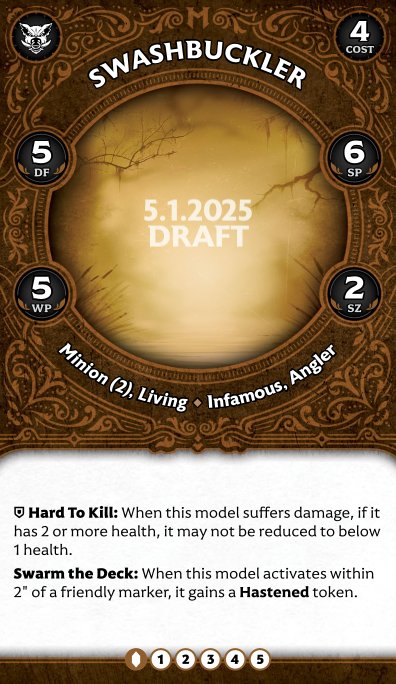 SWASHBUCKLER
4
COST
5
DF
6
SP
5.1.2025
DRAFT
5
WP
2
SZ
Minion (2), Living ◆ Infamous, Angler
Hard To Kill: When this model suffers damage, if it
has 2 or more health, it may not be reduced to below
1 health.
Swarm the Deck: When this model activates within
2" of a friendly marker, it gains a Hastened token.
1 2 3 4 5